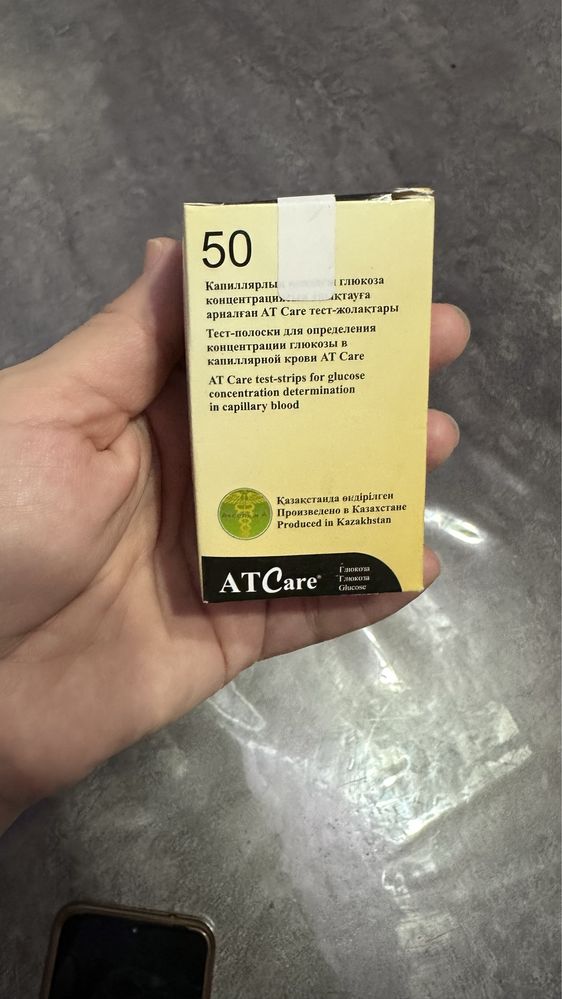 50
Капиллярлық глюкоза
арналған AT Care тест-жолақтары
Тест-полоски для определения
концентрации глюкозы в
капиллярной крови AT Care
AT Care test-strips for glucose
concentration determination
in capillary blood
Қазақстанда өндірілген
Произведено в Казахстане
Produced in Kazakhstan
ATCare®
Глюкоза
Глюкоза
Glucose